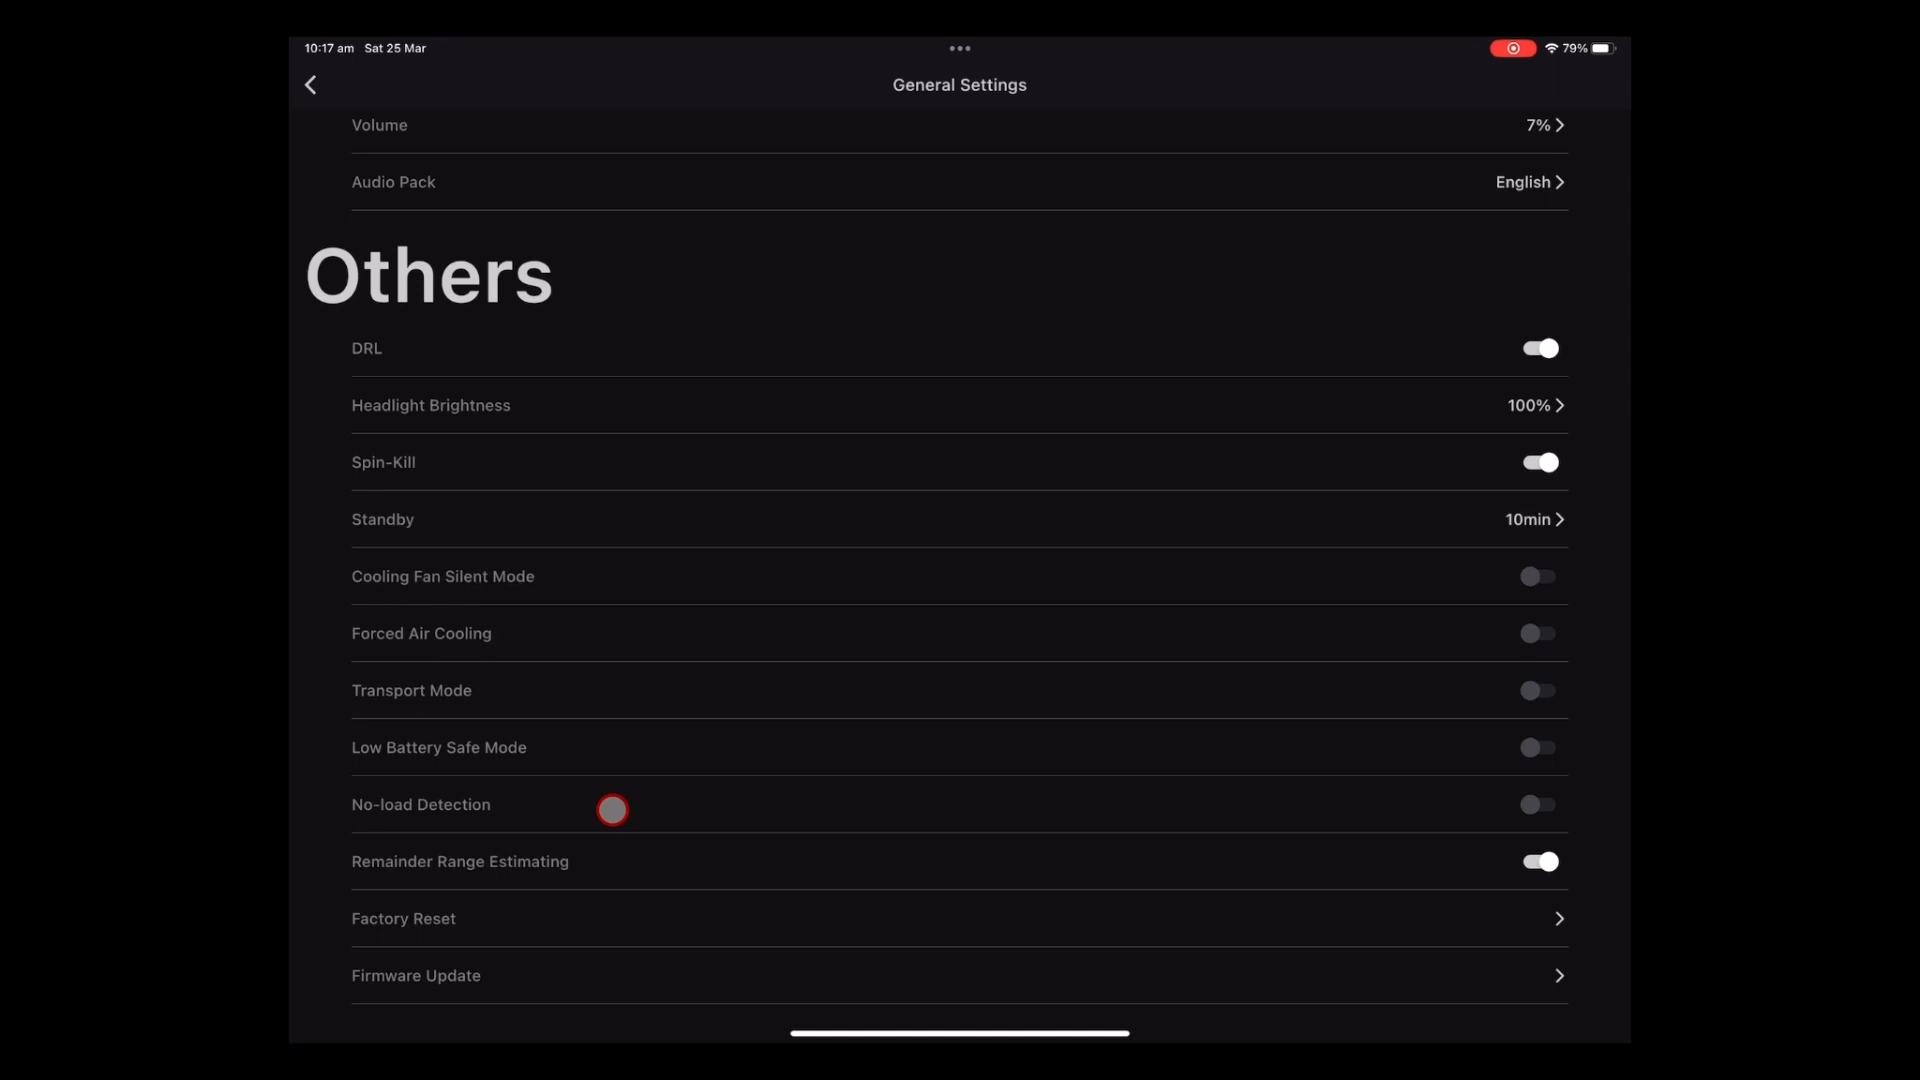 10:17 am Sat 25 Mar
79%
General Settings
Volume 7%
Audio Pack English
Others
DRL
Headlight Brightness 100%
Spin-Kill
Standby 10min
Cooling Fan Silent Mode
Forced Air Cooling
Transport Mode
Low Battery Safe Mode
No-load Detection
Remainder Range Estimating
Factory Reset
Firmware Update